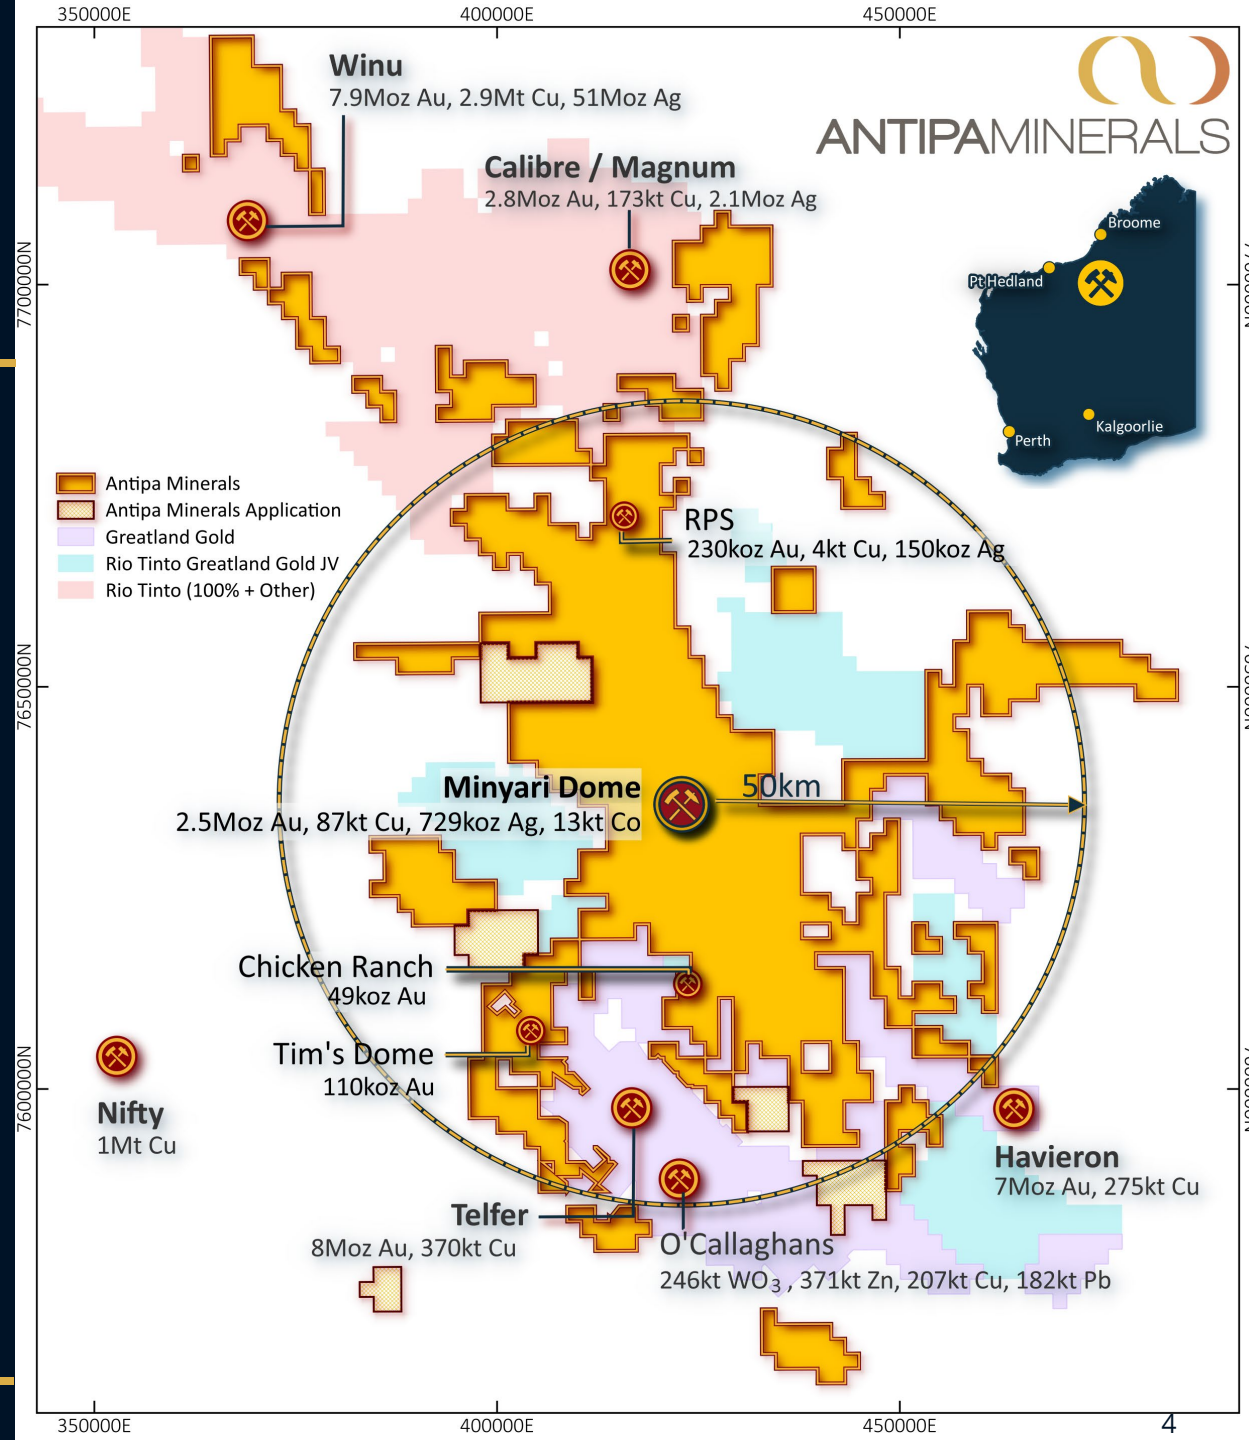 350000E 400000E 450000E
Winu
7.9Moz Au, 2.9Mt Cu, 51Moz Ag
ANTIPAMINERALS
Calibre / Magnum
2.8Moz Au, 173kt Cu, 2.1Moz Ag
Broome
Pt Hedland
Kalgoorlie
Perth
7700000N
Antipa Minerals
Antipa Minerals Application
Greatland Gold
Rio Tinto Greatland Gold JV
Rio Tinto (100% + Other)
RPS
230koz Au, 4kt Cu, 150koz Ag
7650000N
Minyari Dome
2.5Moz Au, 87kt Cu, 729koz Ag, 13kt Co
50km
Chicken Ranch
49koz Au
Tim's Dome
110koz Au
7600000N
Nifty
1Mt Cu
Havieron
7Moz Au, 275kt Cu
Telfer
8Moz Au, 370kt Cu
O'Callaghans
246kt WO₃ , 371kt Zn, 207kt Cu, 182kt Pb
350000E 400000E 450000E
4